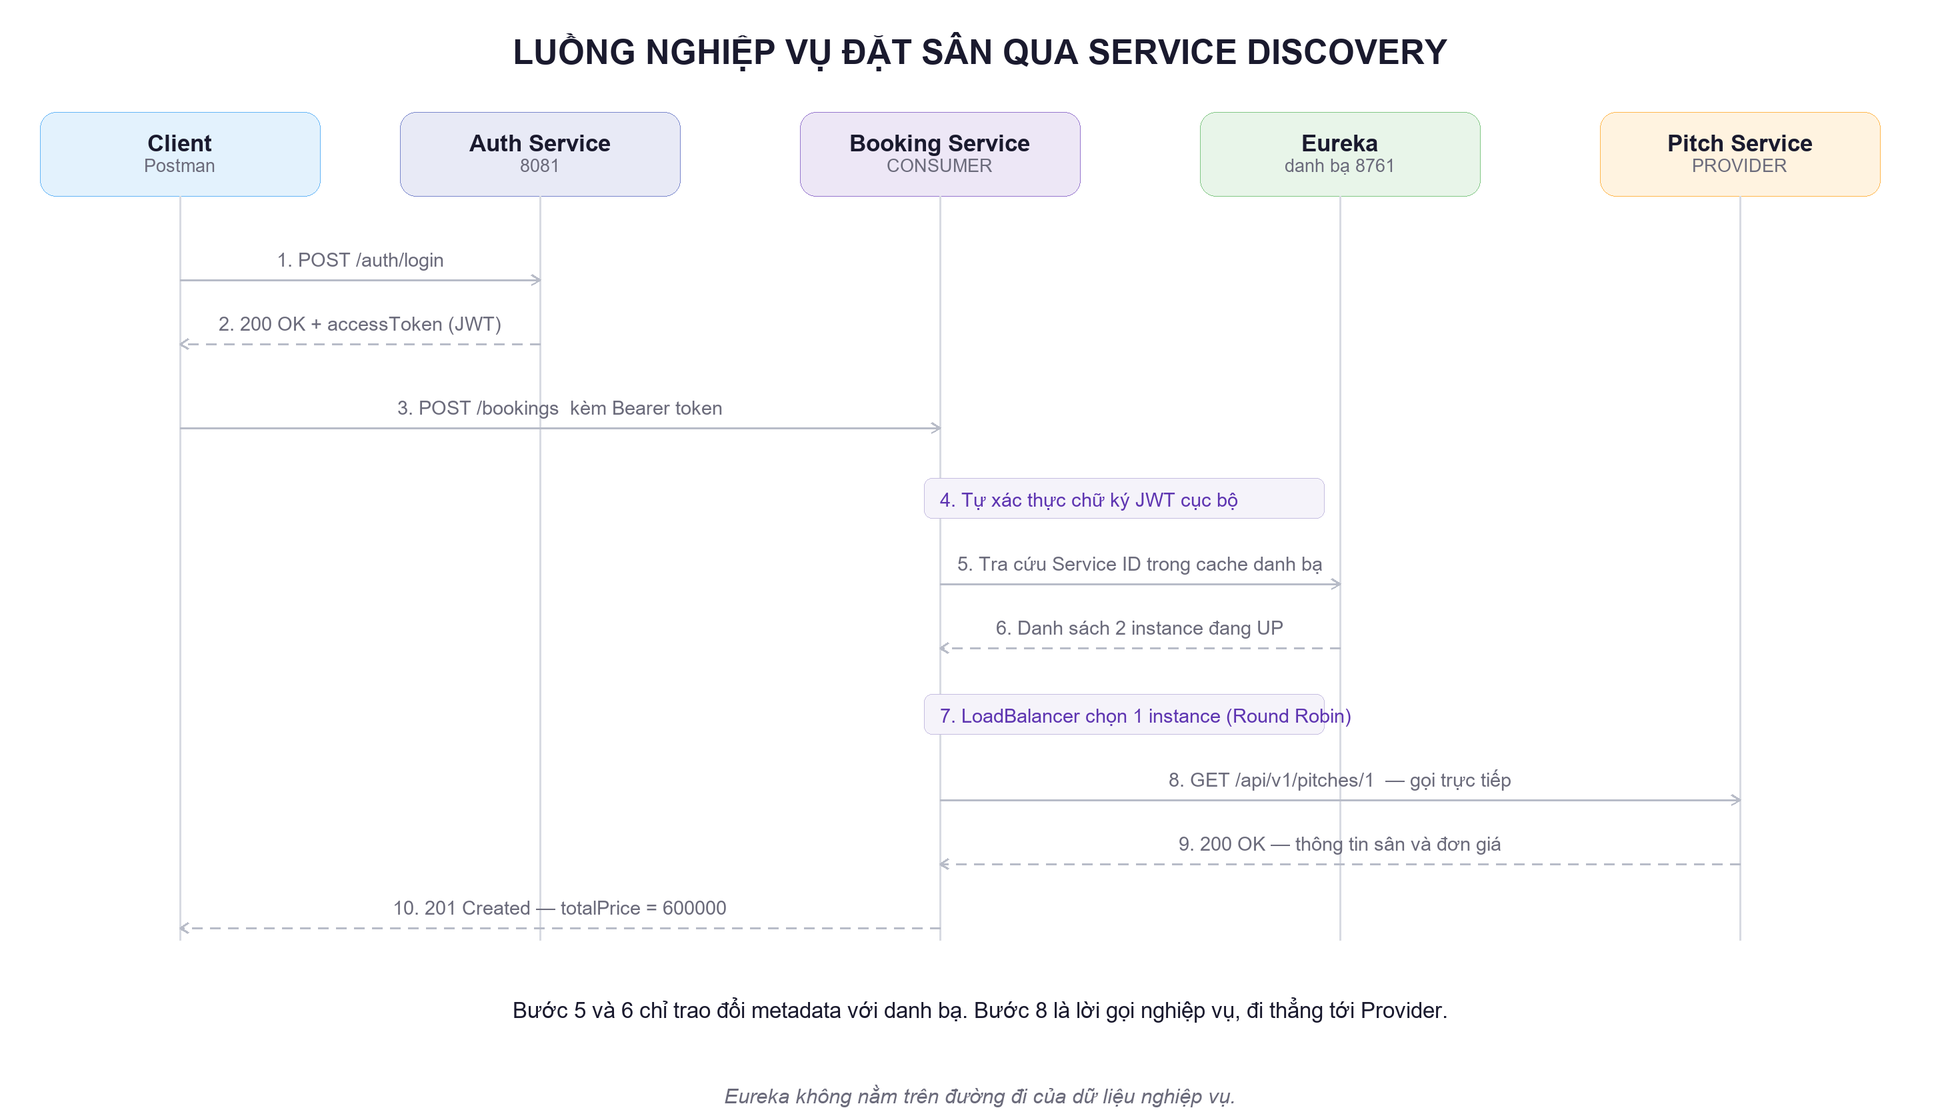 LUỒNG NGHIỆP VỤ ĐẶT SÂN QUA SERVICE DISCOVERY
Client
Postman
Auth Service
8081
Booking Service
CONSUMER
Eureka
danh bạ 8761
Pitch Service
PROVIDER
1. POST /auth/login
2. 200 OK + accessToken (JWT)
3. POST /bookings  kèm Bearer token
4. Tự xác thực chữ ký JWT cục bộ
5. Tra cứu Service ID trong cache danh bạ
6. Danh sách 2 instance đang UP
7. LoadBalancer chọn 1 instance (Round Robin)
8. GET /api/v1/pitches/1  — gọi trực tiếp
9. 200 OK — thông tin sân và đơn giá
10. 201 Created — totalPrice = 600000
Bước 5 và 6 chỉ trao đổi metadata với danh bạ. Bước 8 là lời gọi nghiệp vụ, đi thẳng tới Provider.
Eureka không nằm trên đường đi của dữ liệu nghiệp vụ.